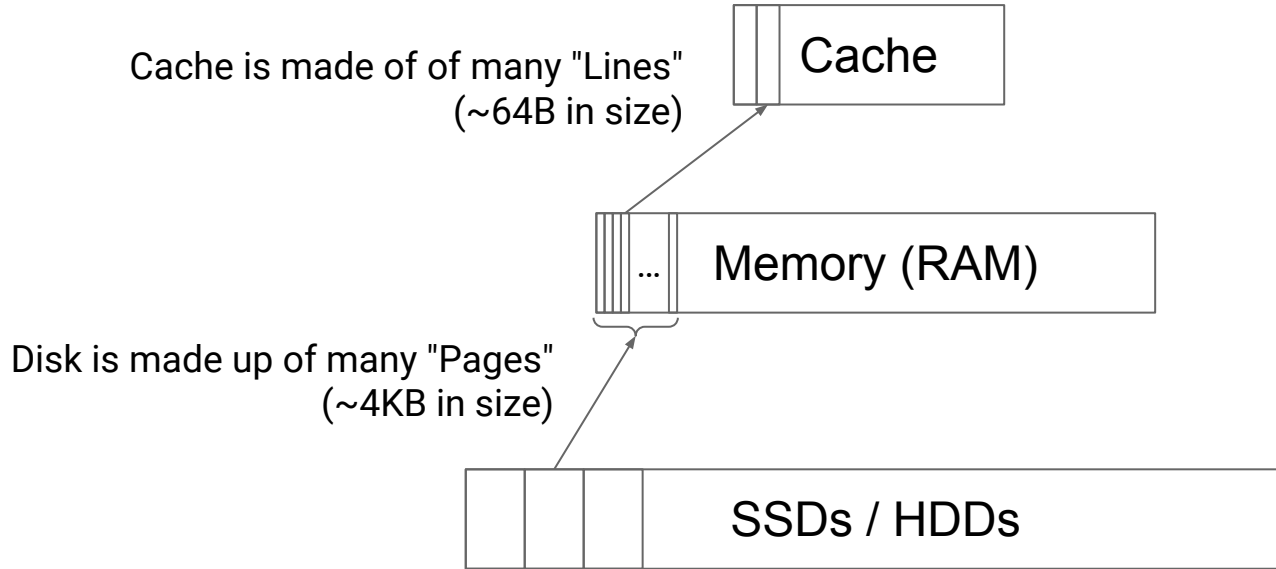 Cache is made of of many "Lines"
(~64B in size)
Cache
...
Memory (RAM)
Disk is made up of many "Pages"
(~4KB in size)
SSDs / HDDs